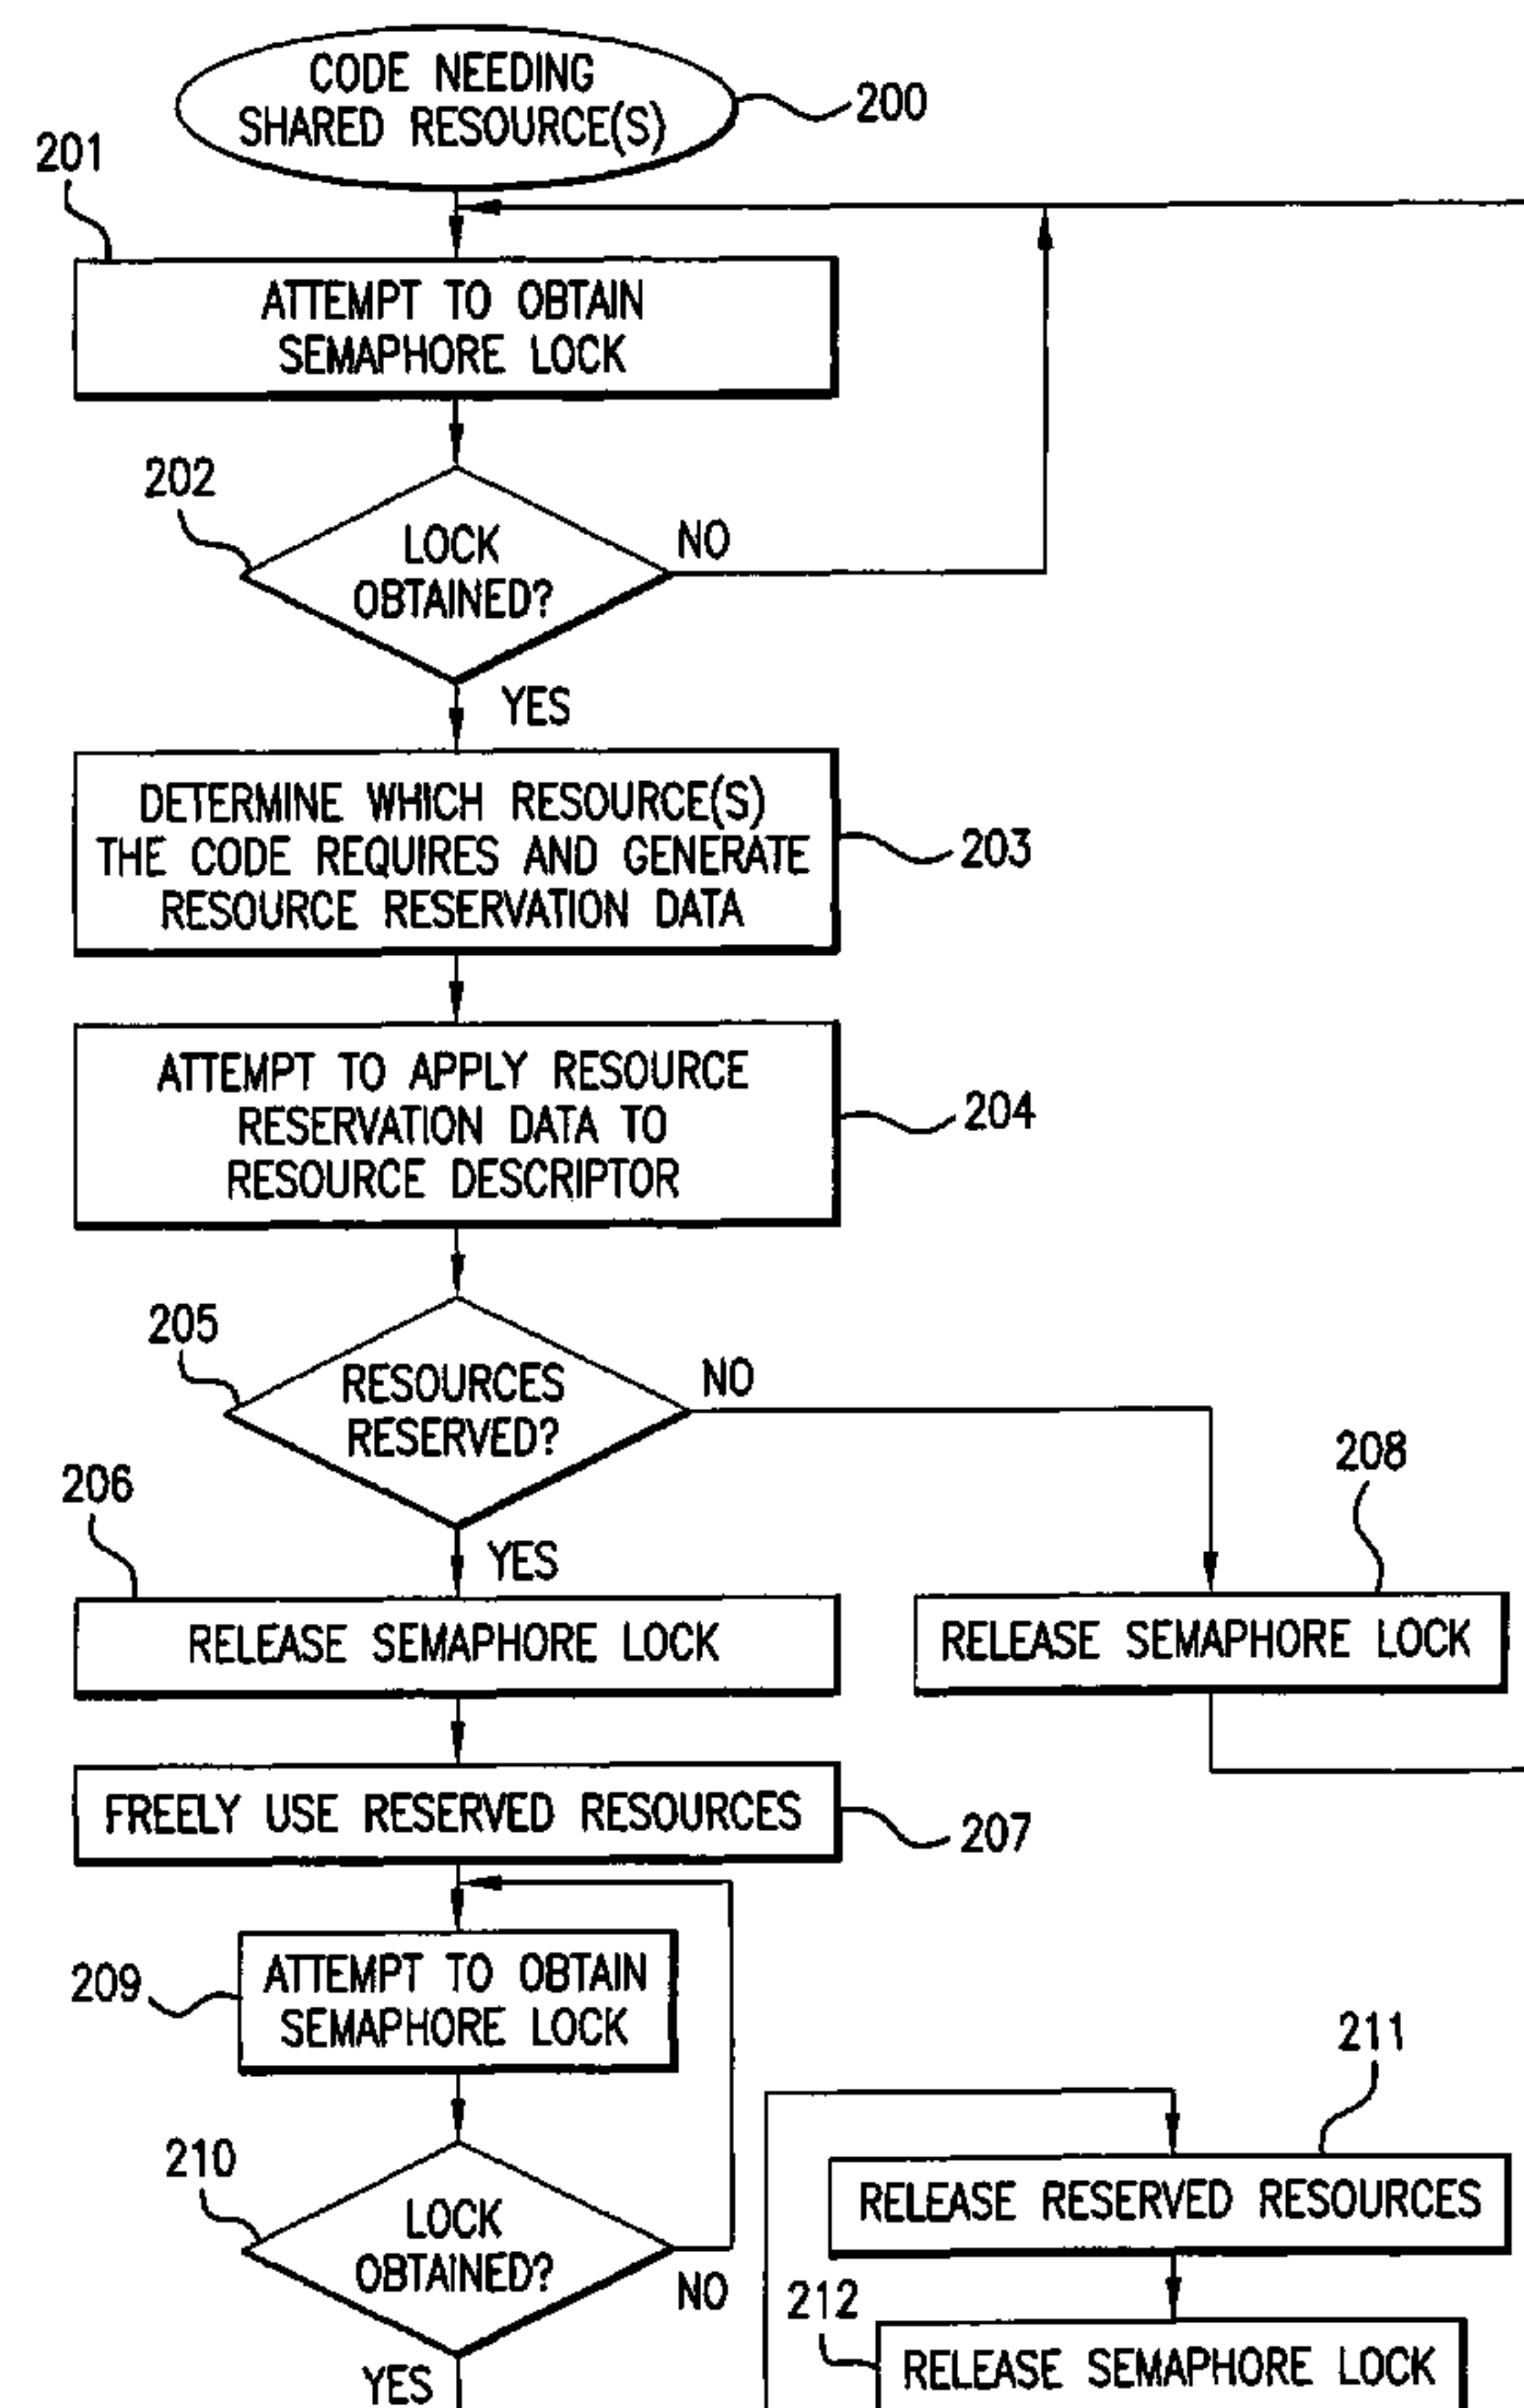 CODE NEEDING
SHARED RESOURCE(S)
200
201
ATTEMPT TO OBTAIN
SEMAPHORE LOCK
202
LOCK
OBTAINED?
NO
YES
DETERMINE WHICH RESOURCE(S)
THE CODE REQUIRES AND GENERATE
RESOURCE RESERVATION DATA
203
ATTEMPT TO APPLY RESOURCE
RESERVATION DATA TO
RESOURCE DESCRIPTOR
204
205
RESOURCES
RESERVED?
NO
YES
206
RELEASE SEMAPHORE LOCK
208
RELEASE SEMAPHORE LOCK
FREELY USE RESERVED RESOURCES
207
209
ATTEMPT TO OBTAIN
SEMAPHORE LOCK
210
LOCK
OBTAINED?
NO
YES
211
RELEASE RESERVED RESOURCES
212
RELEASE SEMAPHORE LOCK